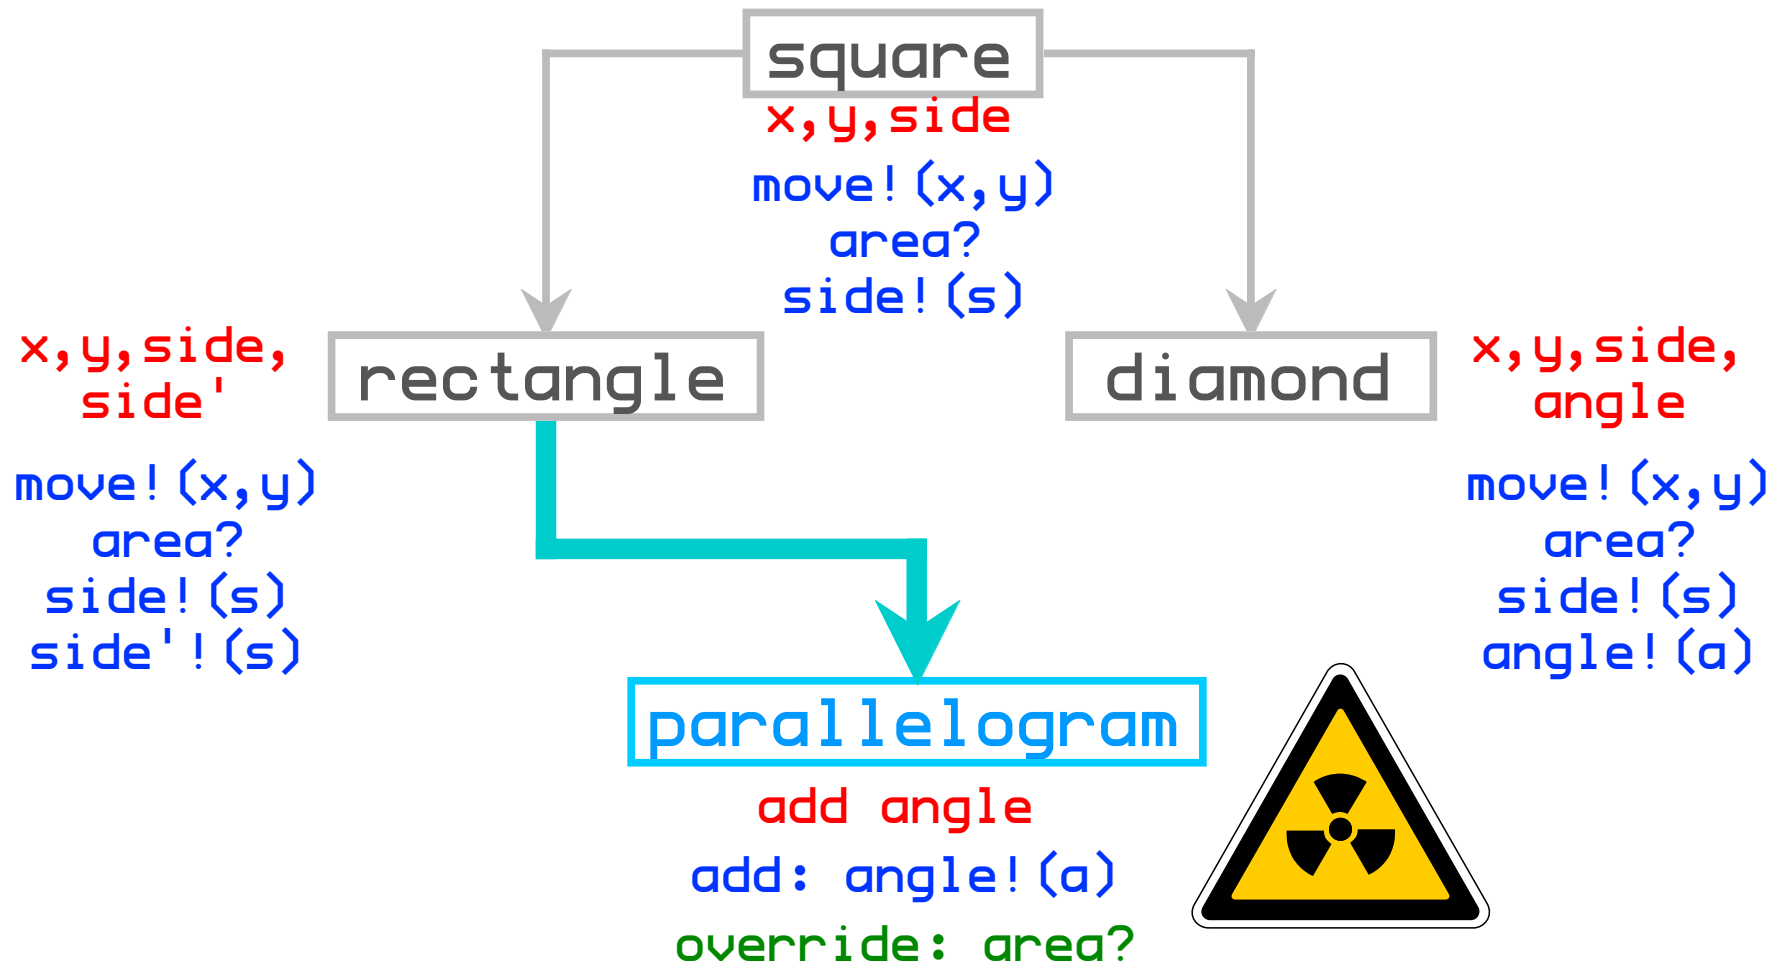 square
x,y,side
move!(x,y)
area?
side!(s)
rectangle
x,y,side,
side'
move!(x,y)
area?
side!(s)
side'!(s)
diamond
x,y,side,
angle
move!(x,y)
area?
side!(s)
angle!(a)
parallelogram
add angle
add: angle!(a)
override: area?